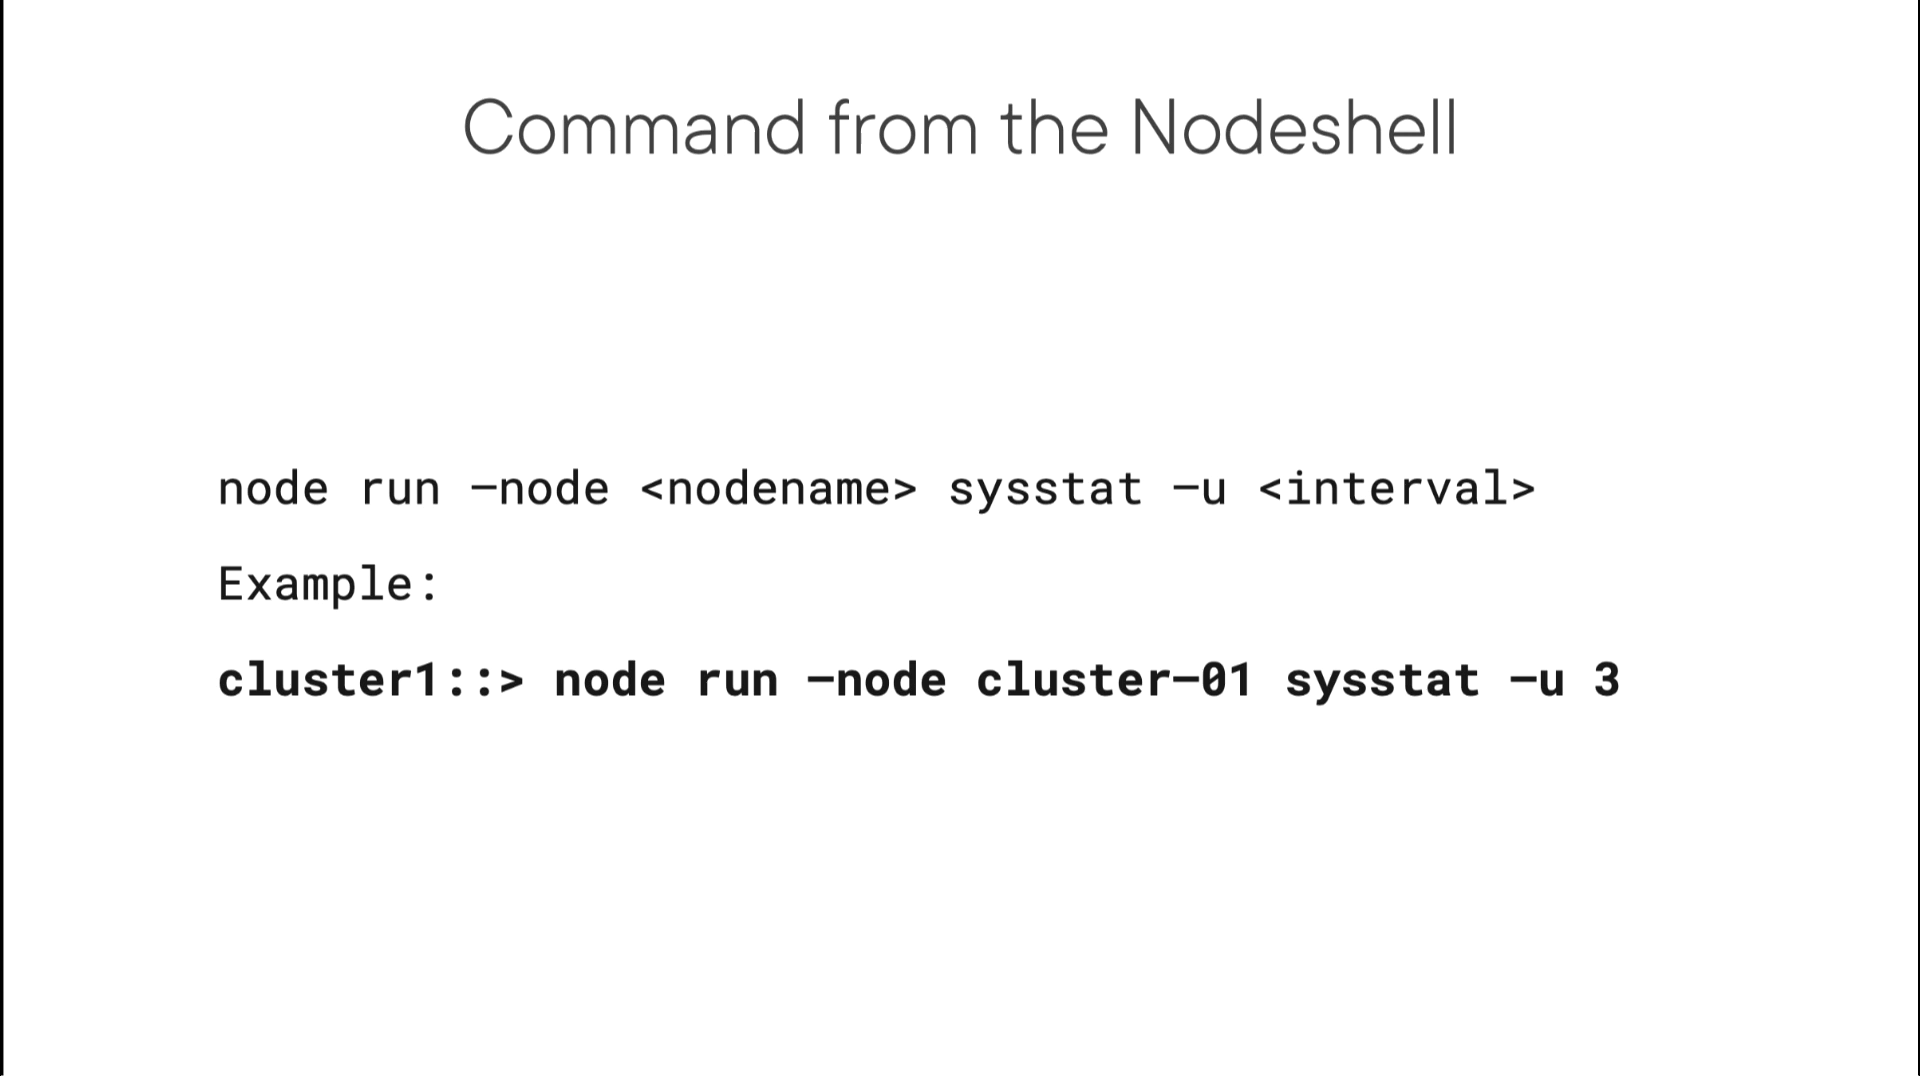 Command from the Nodeshell
node run –node <nodename> sysstat –u <interval>
Example:
cluster1::> node run –node cluster–01 sysstat –u 3